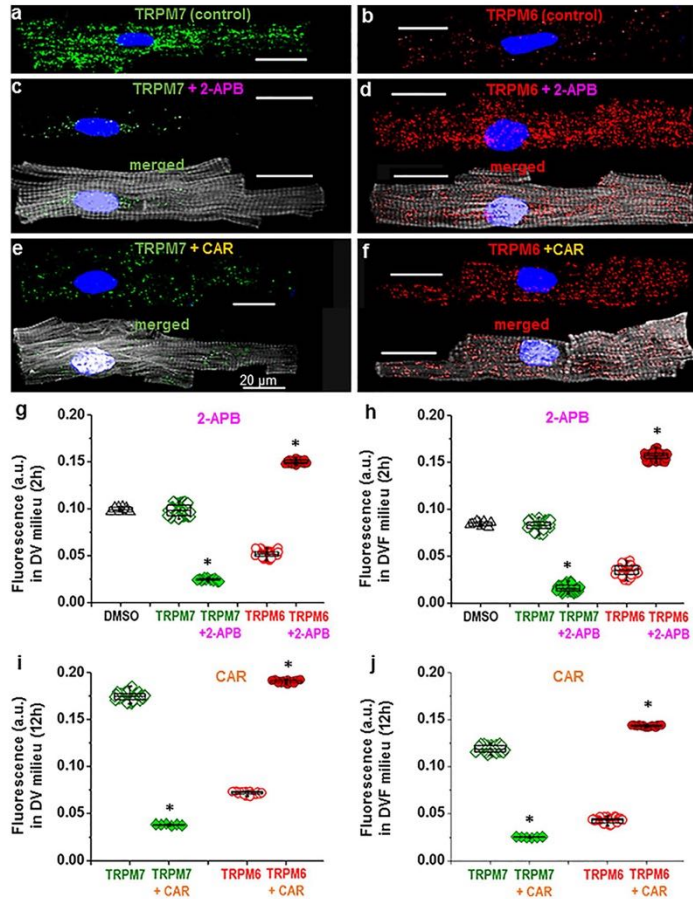 a TRPM7 (control)
b TRPM6 (control)
c TRPM7 + 2-APB
merged
d TRPM6 + 2-APB
merged
e TRPM7 + CAR
merged
20 µm
f TRPM6 +CAR
merged
g 2-APB
Fluorescence (a.u.)
in DV milieu (2h)
0.20
0.15
0.10
0.05
0.00
*
*
DMSO TRPM7 TRPM7 TRPM6 TRPM6
+2-APB +2-APB
h 2-APB
Fluorescence (a.u.)
in DVF milieu (2h)
0.20
0.15
0.10
0.05
0.00
*
*
DMSO TRPM7 TRPM7 TRPM6 TRPM6
+2-APB +2-APB
i CAR
Fluorescence (a.u.)
in DV milieu (12h)
0.20
0.15
0.10
0.05
0.00
*
*
TRPM7 TRPM7 TRPM6 TRPM6
+ CAR + CAR
j CAR
Fluorescence (a.u.)
in DVF milieu (12h)
0.20
0.15
0.10
0.05
0.00
*
*
TRPM7 TRPM7 TRPM6 TRPM6
+ CAR + CAR